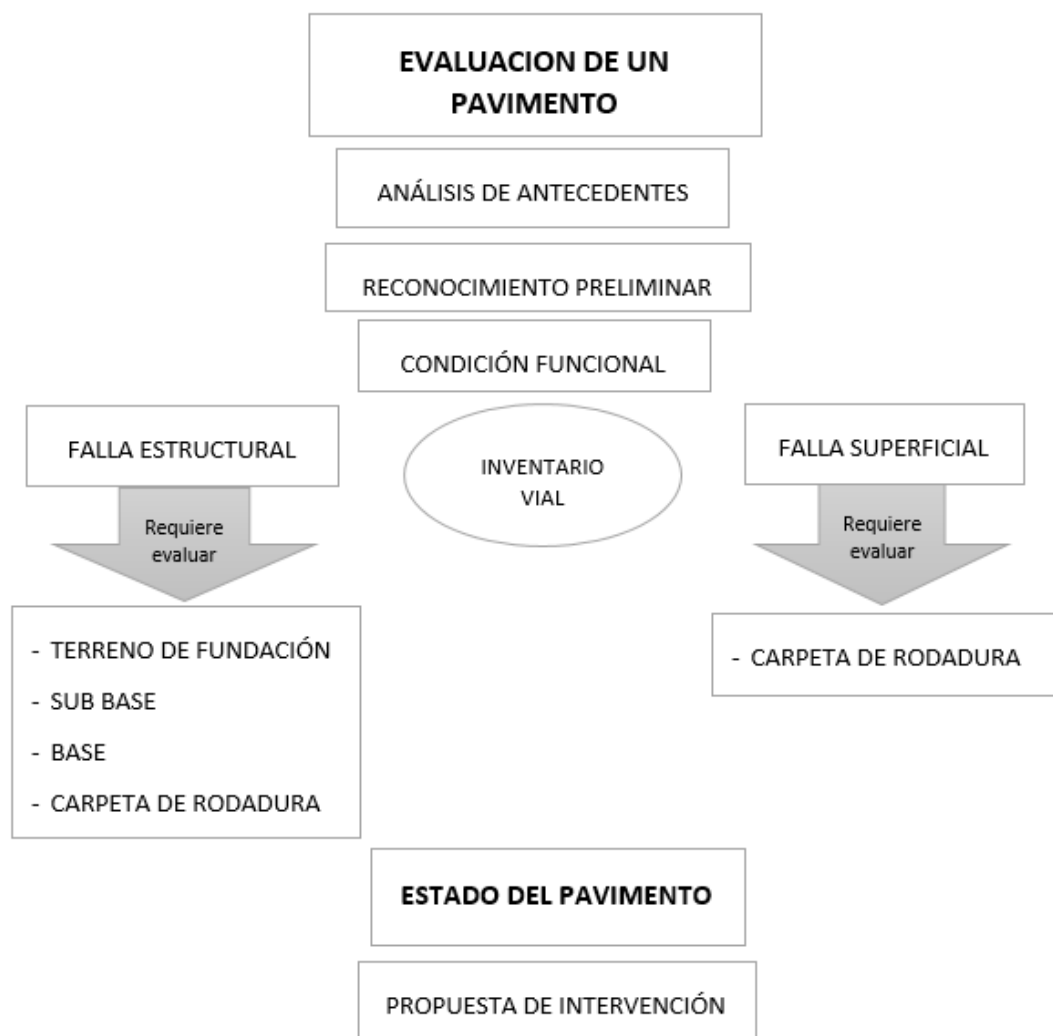 EVALUACION DE UN
PAVIMENTO
ANÁLISIS DE ANTECEDENTES
RECONOCIMIENTO PRELIMINAR
CONDICIÓN FUNCIONAL
FALLA ESTRUCTURAL
INVENTARIO
VIAL
FALLA SUPERFICIAL
Requiere
evaluar
Requiere
evaluar
- TERRENO DE FUNDACIÓN
- SUB BASE
- BASE
- CARPETA DE RODADURA
- CARPETA DE RODADURA
ESTADO DEL PAVIMENTO
PROPUESTA DE INTERVENCIÓN